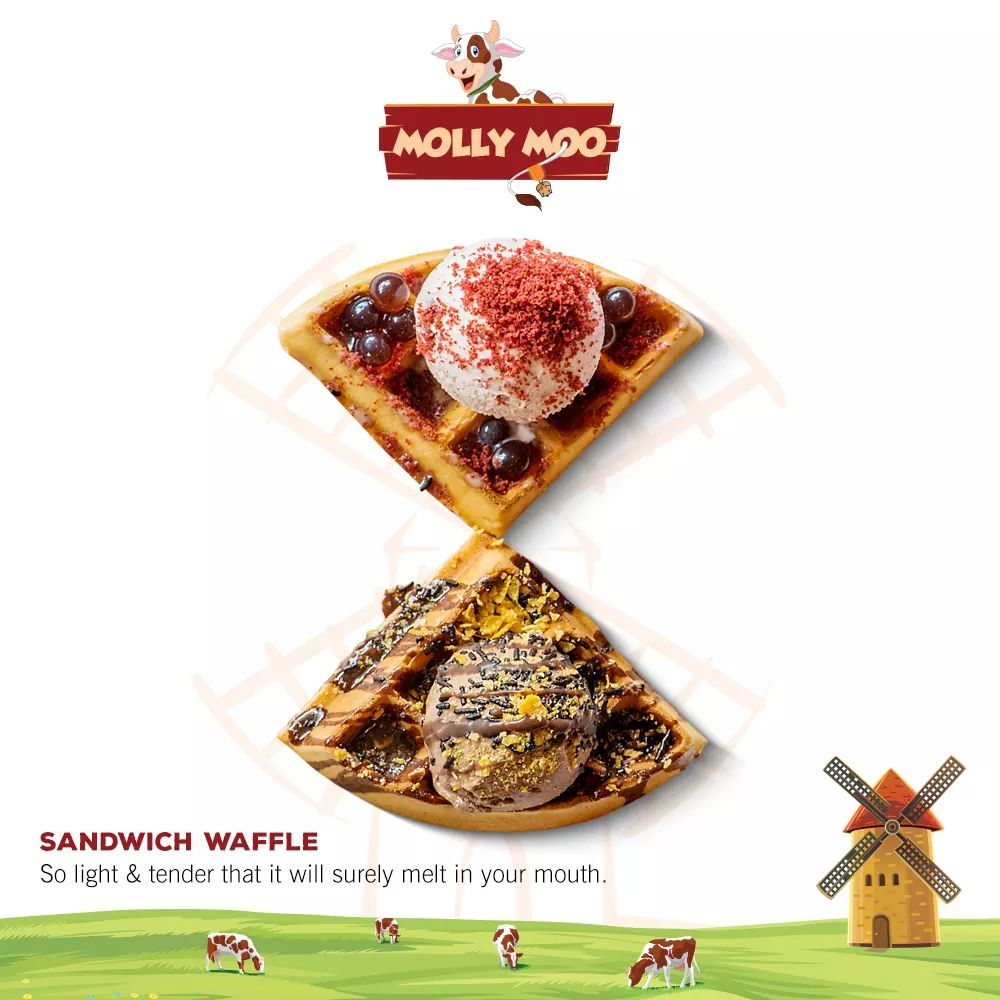 MOLLY MOO
SANDWICH WAFFLE
So light & tender that it will surely melt in your mouth.